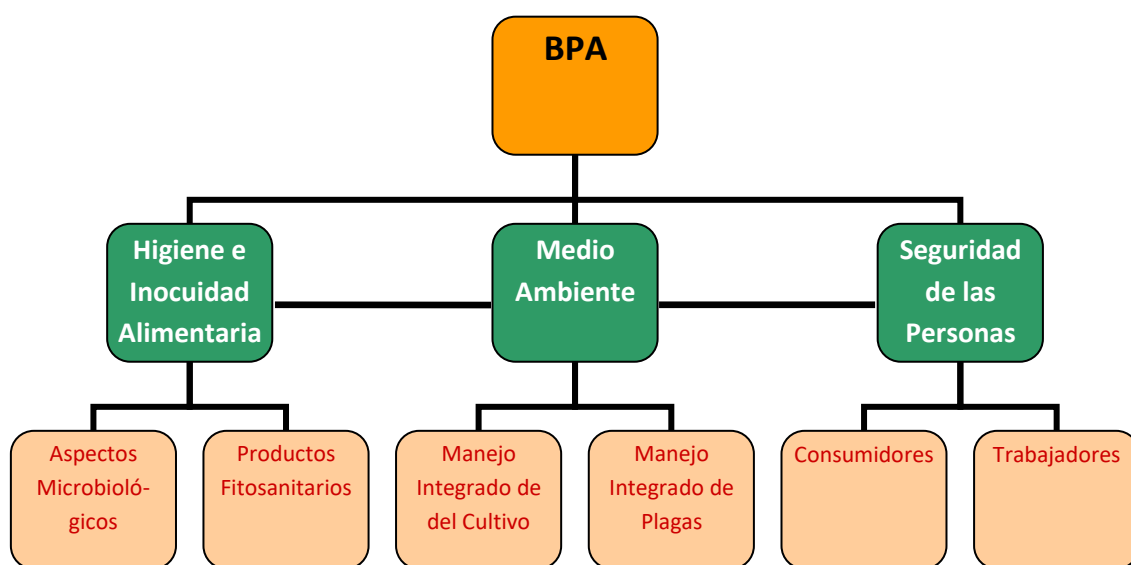 BPA
Higiene e
Inocuidad
Alimentaria
Medio
Ambiente
Seguridad
de las
Personas
Aspectos
Microbioló-
gicos
Productos
Fitosanitarios
Manejo
Integrado de
del Cultivo
Manejo
Integrado de
Plagas
Consumidores
Trabajadores